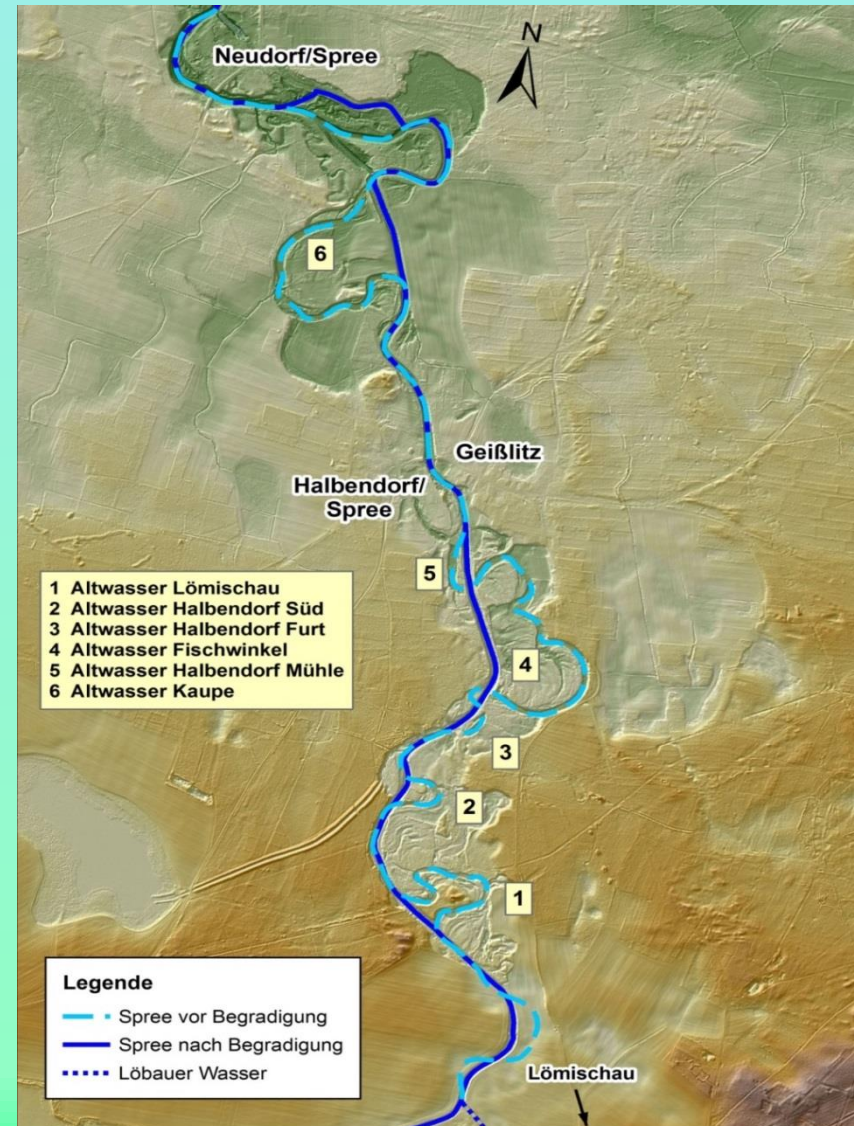 Neudorf/Spree
N
6
Geißlitz
Halbendorf/
Spree
5
1 Altwasser Lömischau
2 Altwasser Halbendorf Süd
3 Altwasser Halbendorf Furt
4 Altwasser Fischwinkel
5 Altwasser Halbendorf Mühle
6 Altwasser Kaupe
4
3
2
1
Legende
Spree vor Begradigung
Spree nach Begradigung
Löbauer Wasser
Lömischau